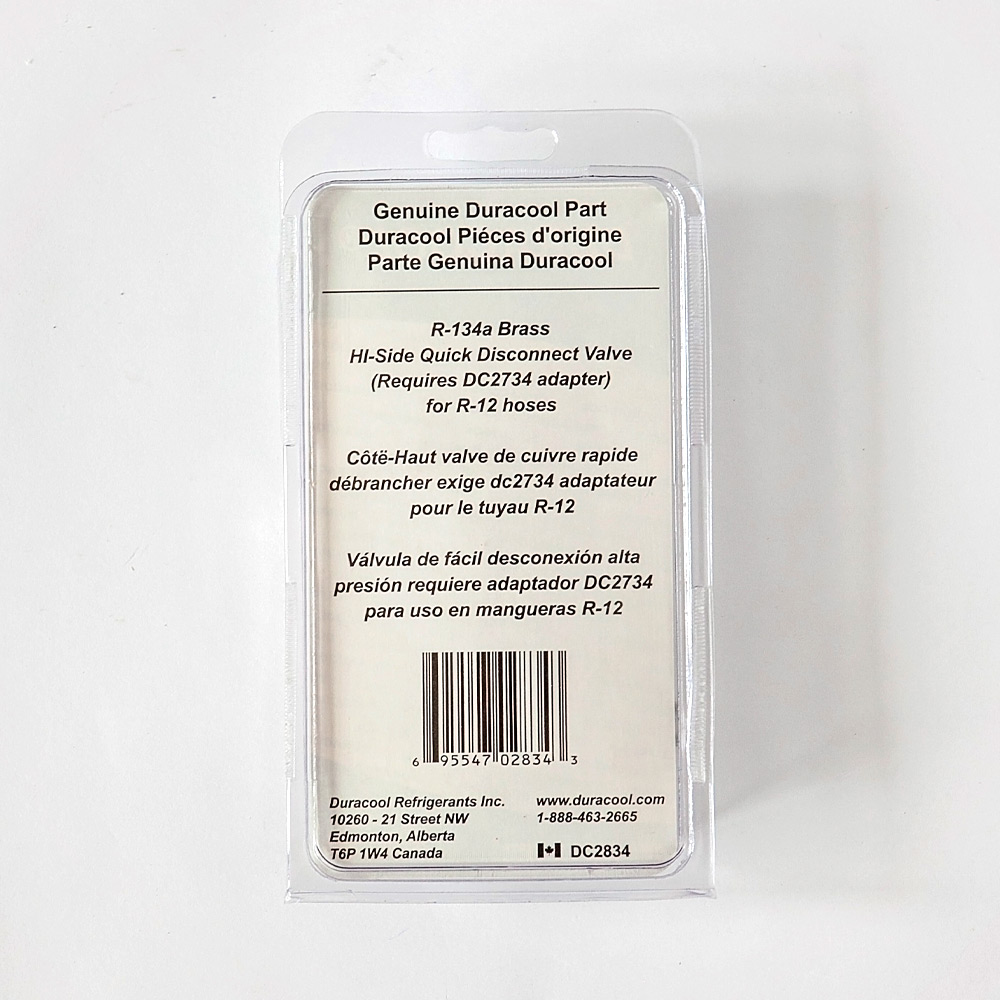 Genuine Duracool Part
Duracool Piéces d'origine
Parte Genuina Duracool
R-134a Brass
HI-Side Quick Disconnect Valve
(Requires DC2734 adapter)
for R-12 hoses
Côtë-Haut valve de cuivre rapide
débrancher exige dc2734 adaptateur
pour le tuyau R-12
Válvula de fácil desconexión alta
presión requiere adaptador DC2734
para uso en mangueras R-12
6 95547 02834 3
Duracool Refrigerants Inc.
10260 - 21 Street NW
Edmonton, Alberta
T6P 1W4 Canada
www.duracool.com
1-888-463-2665
DC2834